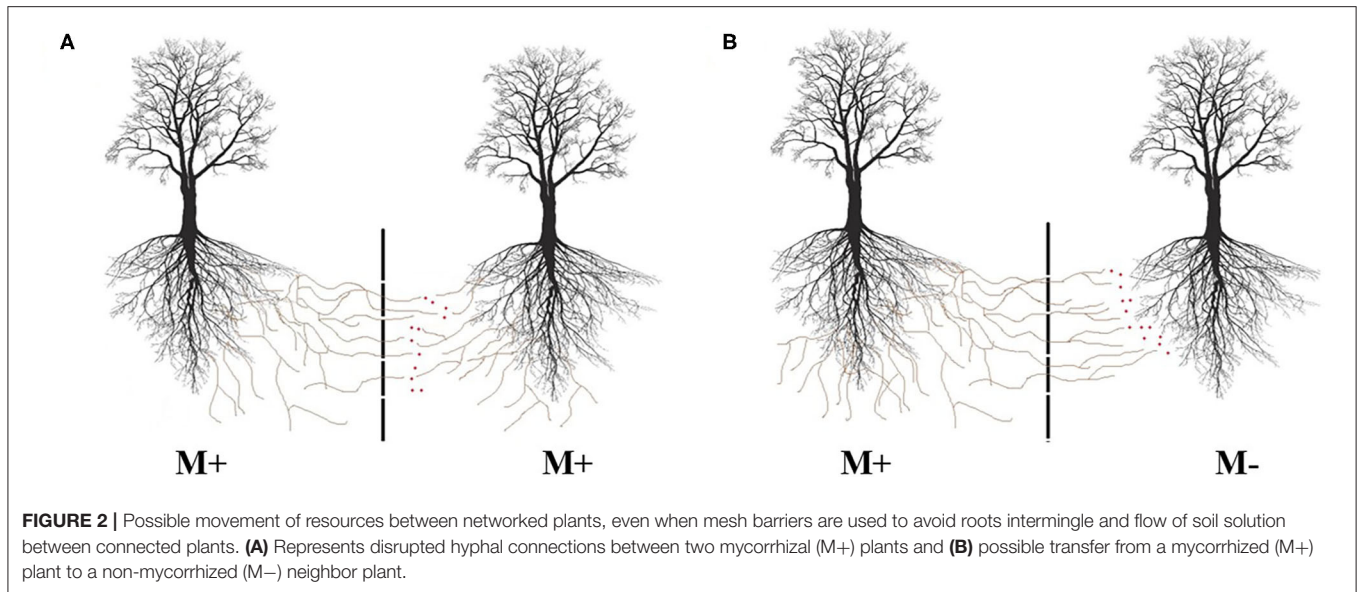 A
B
M+
M+
M+
M-
FIGURE 2 | Possible movement of resources between networked plants, even when mesh barriers are used to avoid roots intermingle and flow of soil solution
between connected plants. (A) Represents disrupted hyphal connections between two mycorrhizal (M+) plants and (B) possible transfer from a mycorrhized (M+)
plant to a non-mycorrhized (M−) neighbor plant.